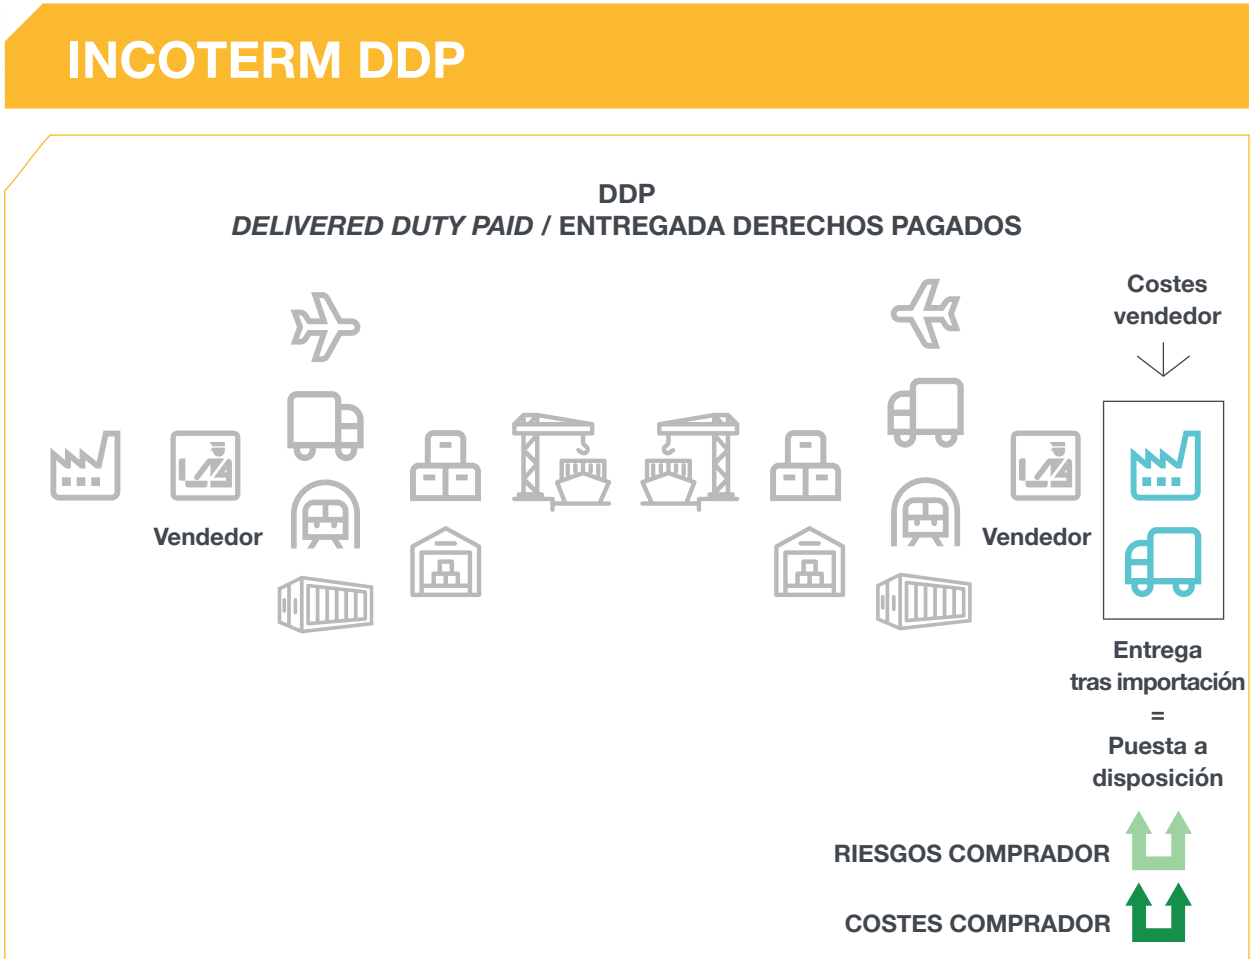 INCOTERM DDP
DDP
DELIVERED DUTY PAID / ENTREGADA DERECHOS PAGADOS
Costes
vendedor
Vendedor
Vendedor
Entrega
tras importación
=
Puesta a
disposición
RIESGOS COMPRADOR
COSTES COMPRADOR